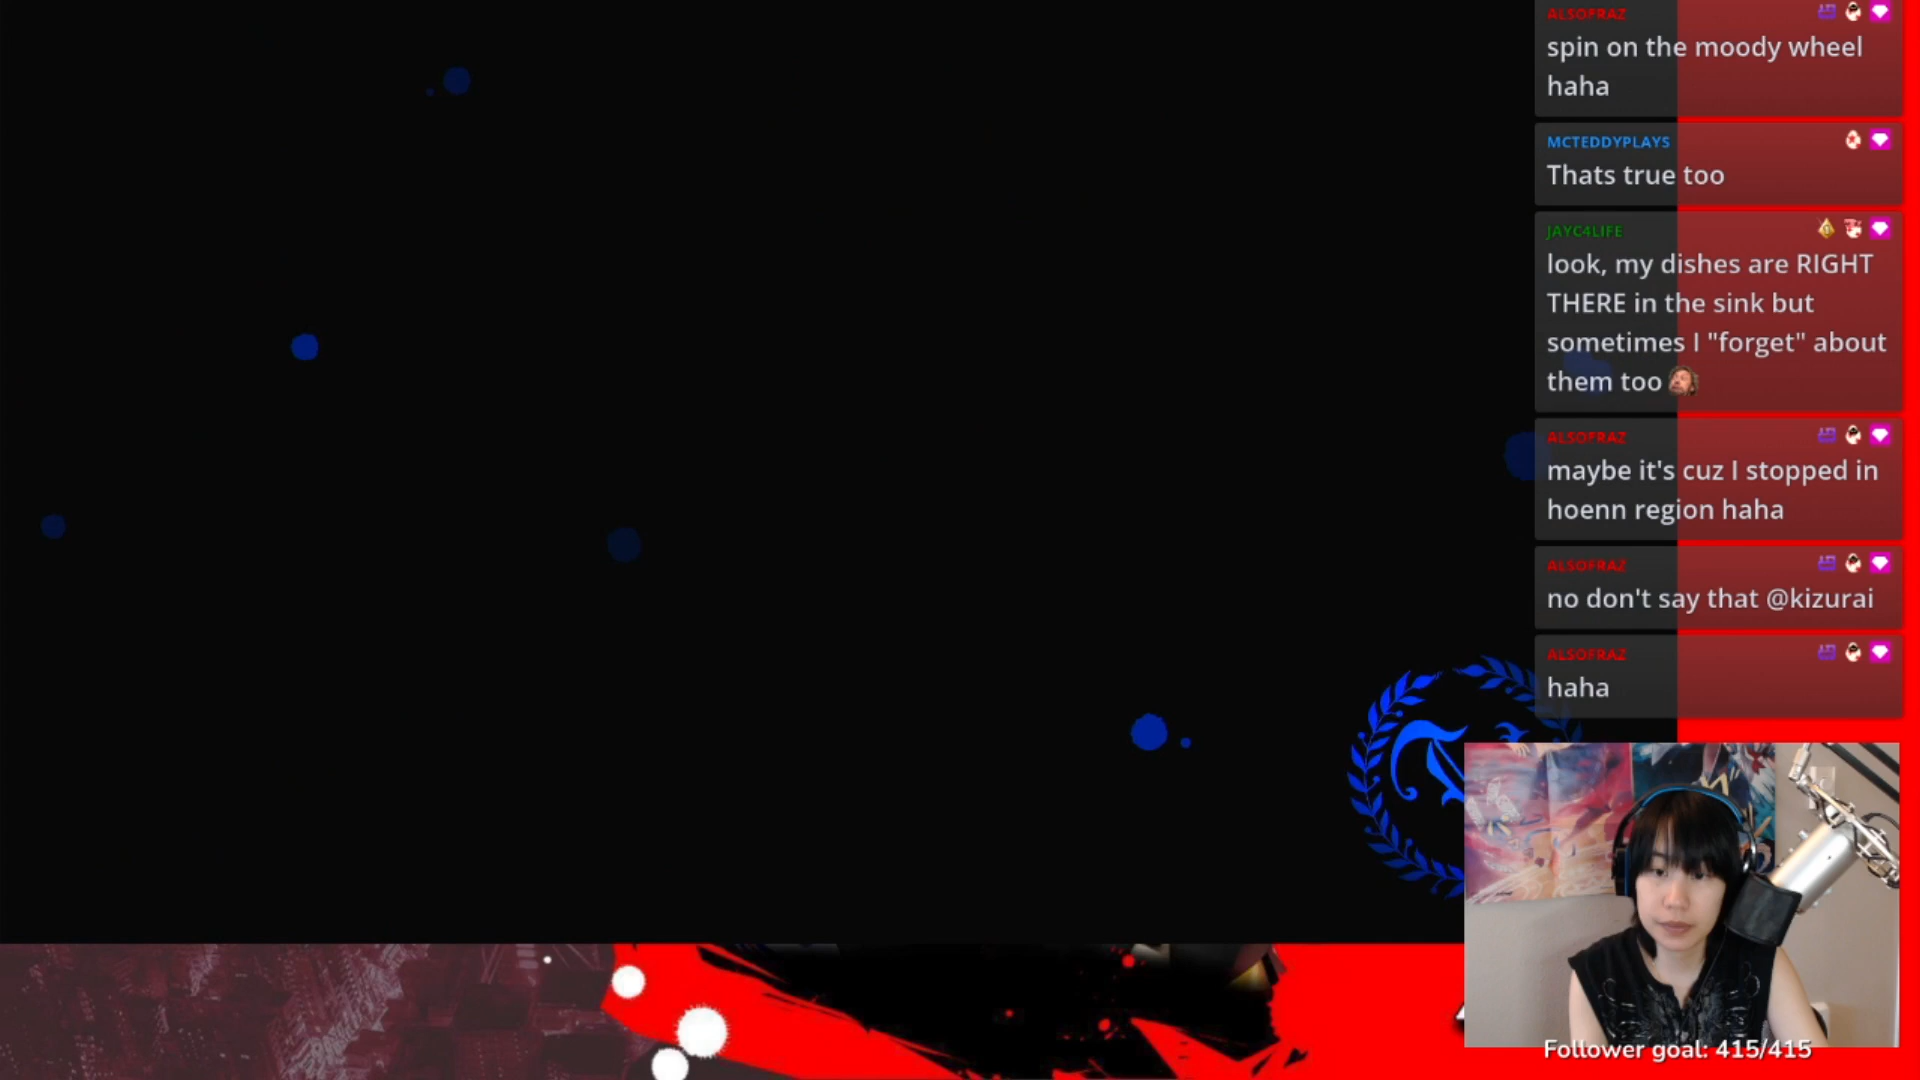 ALSOFRAZ
spin on the moody wheel
haha
MCTEDDYPLAYS
Thats true too
JAYC4LIFE
look, my dishes are RIGHT
THERE in the sink but
sometimes I "forget" about
them too
ALSOFRAZ
maybe it's cuz I stopped in
hoenn region haha
ALSOFRAZ
no don't say that @kizurai
ALSOFRAZ
haha
Follower goal: 415/415